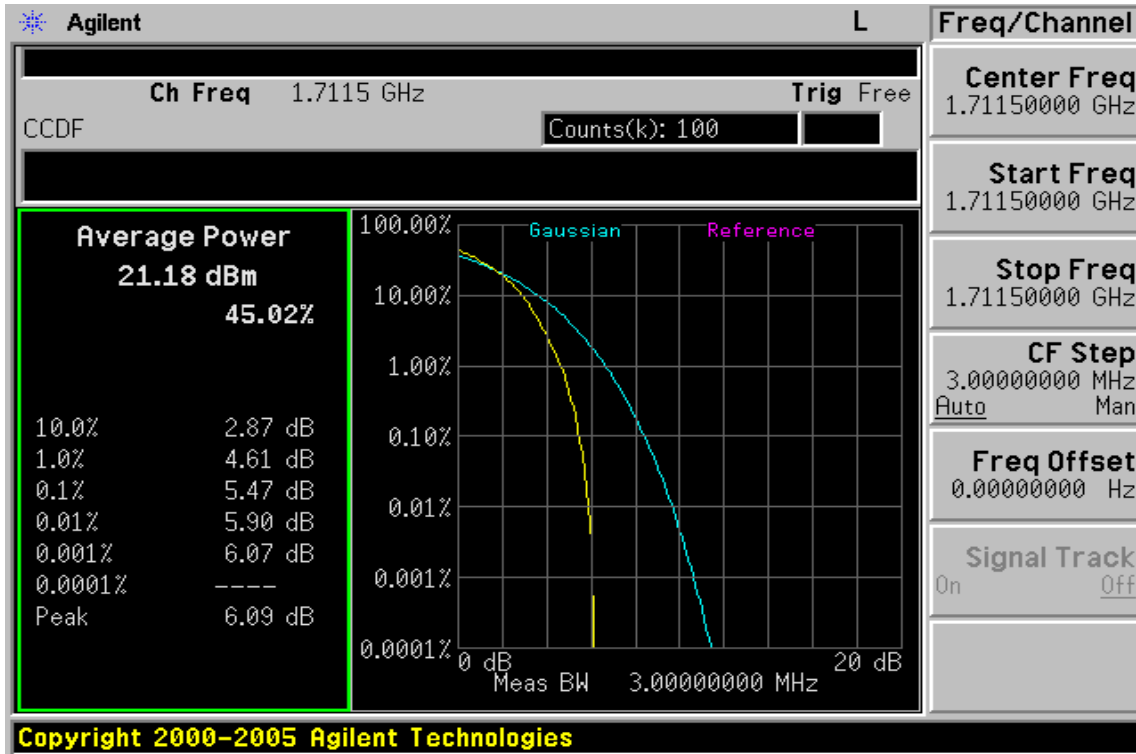 Agilent L Freq/Channel
Ch Freq 1.7115 GHz Trig Free
CCDF Counts(k): 100
Average Power
21.18 dBm
45.02%
10.0% 2.87 dB
1.0% 4.61 dB
0.1% 5.47 dB
0.01% 5.90 dB
0.001% 6.07 dB
0.0001% ----
Peak 6.09 dB
Gaussian Reference
100.00%
10.00%
1.00%
0.10%
0.01%
0.001%
0.0001%
0 dB 20 dB
Meas BW 3.00000000 MHz
Center Freq
1.71150000 GHz
Start Freq
1.71150000 GHz
Stop Freq
1.71150000 GHz
CF Step
3.00000000 MHz
Auto Man
Freq Offset
0.00000000 Hz
Signal Track
On Off
Copyright 2000-2005 Agilent Technologies